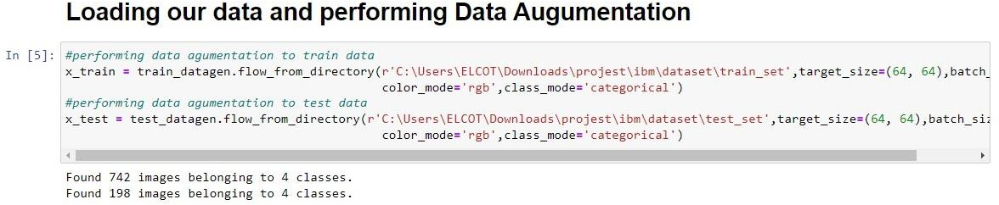 Loading our data and performing Data Augumentation
In [5]: #performing data agumentation to train data
x_train = train_datagen.flow_from_directory(r'C:\Users\ELCOT\Downloads\projest\ibm\dataset\train_set',target_size=(64, 64),batch_
color_mode='rgb',class_mode='categorical')
#performing data agumentation to test data
x_test = test_datagen.flow_from_directory(r'C:\Users\ELCOT\Downloads\projest\ibm\dataset\test_set',target_size=(64, 64),batch_siz
color_mode='rgb',class_mode='categorical')
Found 742 images belonging to 4 classes.
Found 198 images belonging to 4 classes.